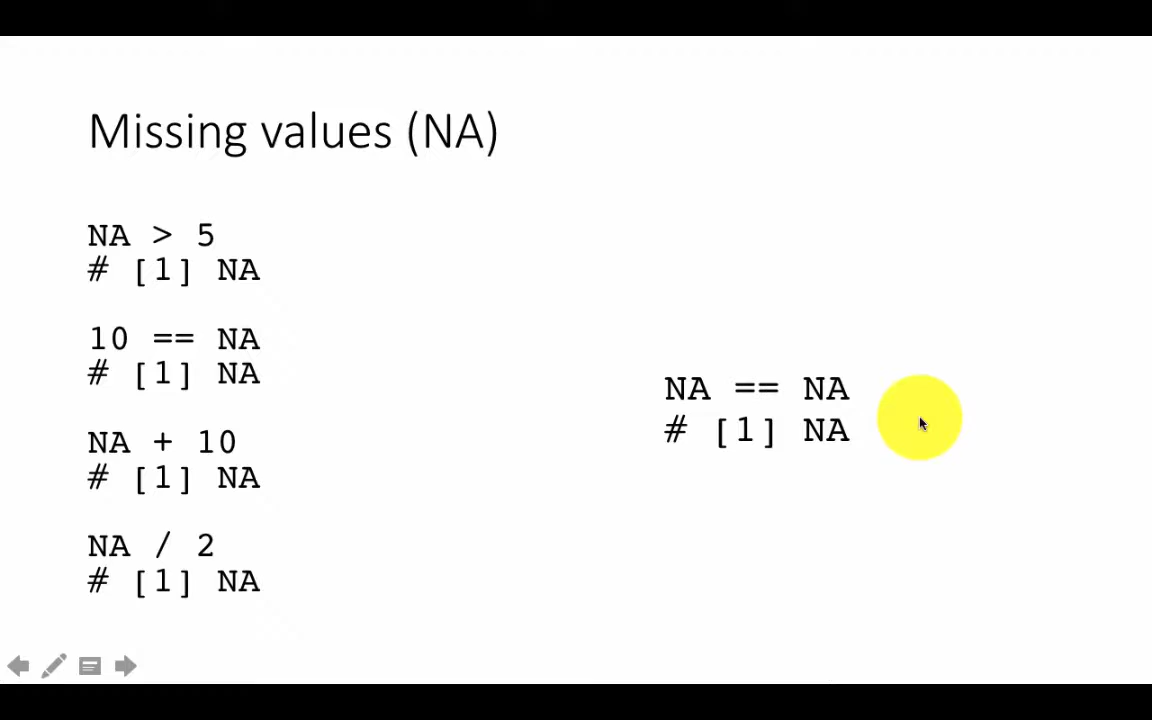 Missing values (NA)
NA > 5
# [1] NA
10 == NA
# [1] NA
NA + 10
# [1] NA
NA / 2
# [1] NA
NA == NA
# [1] NA